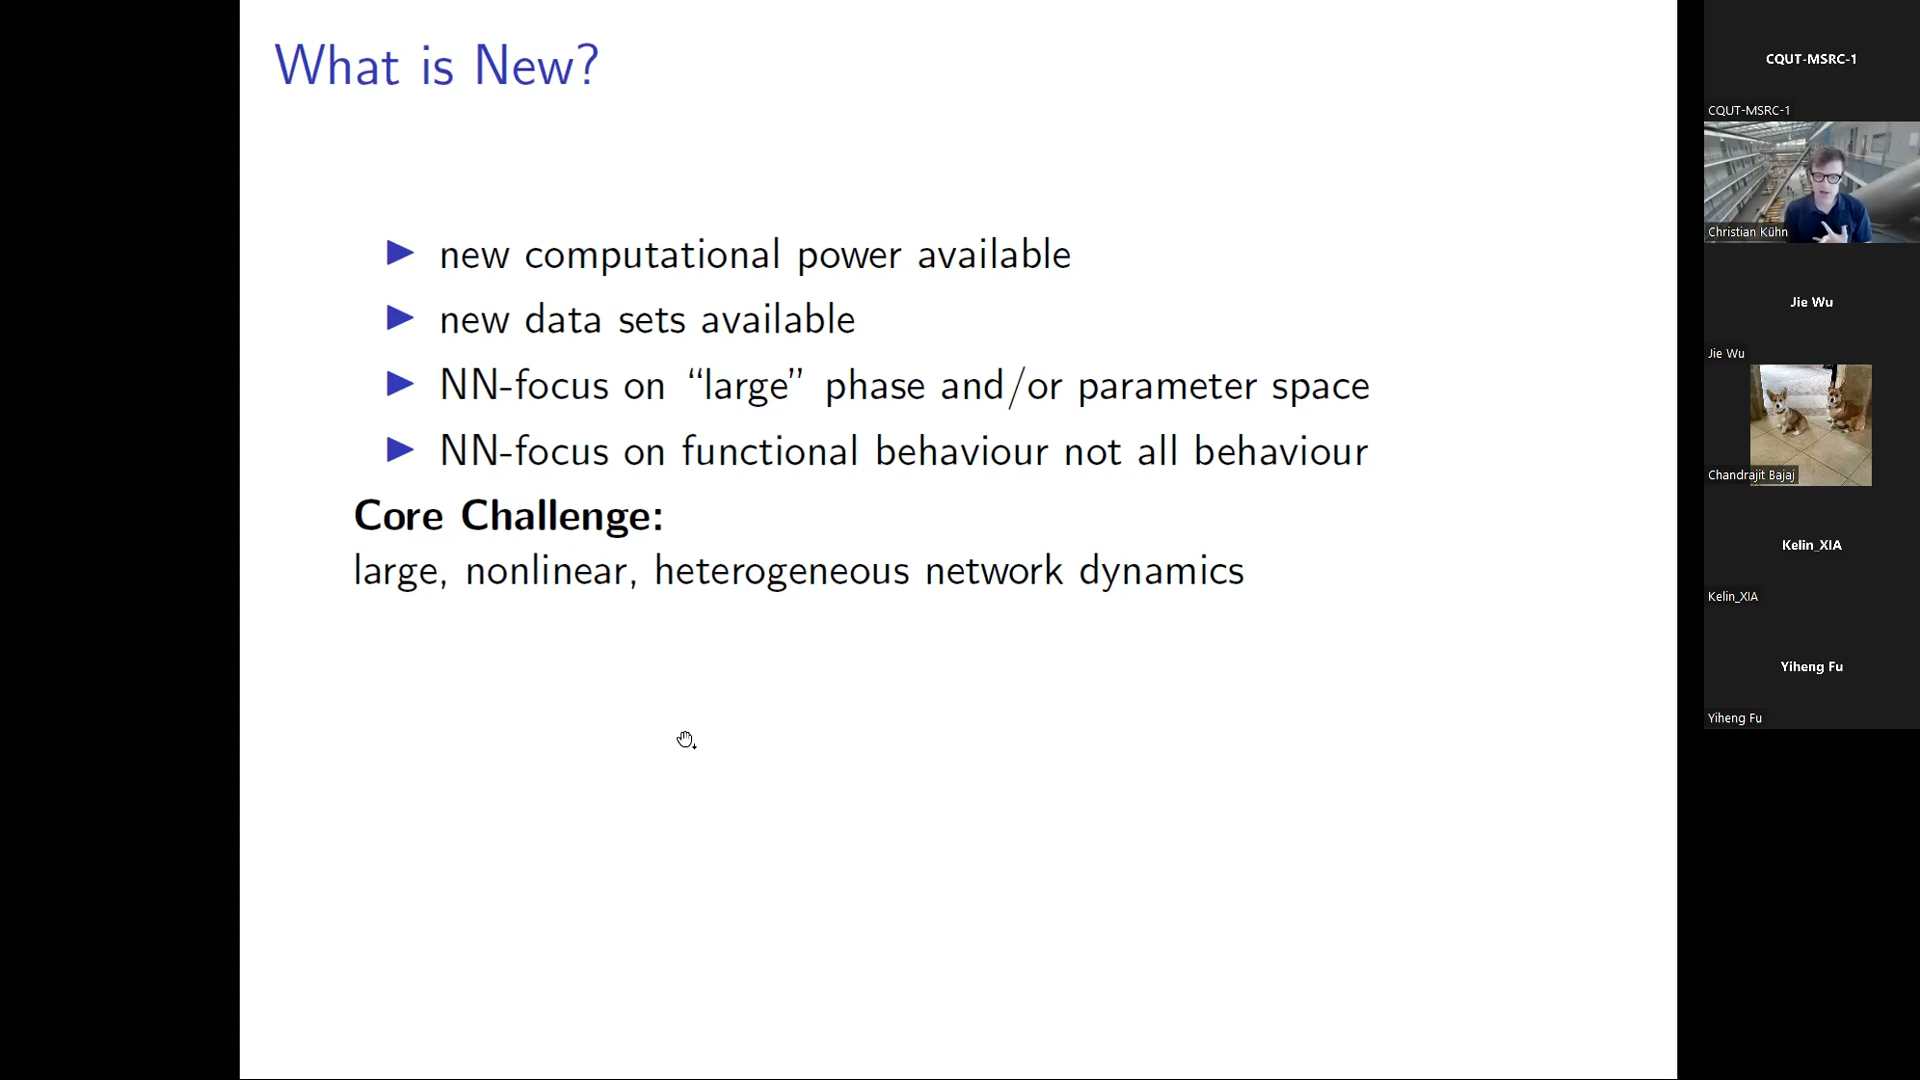 What is New?
new computational power available
new data sets available
NN-focus on “large” phase and/or parameter space
NN-focus on functional behaviour not all behaviour
Core Challenge:
large, nonlinear, heterogeneous network dynamics
CQUT-MSRC-1
CQUT-MSRC-1
Christian Kühn
Jie Wu
Jie Wu
Chandrajit Bajaj
Kelin_XIA
Kelin_XIA
Yiheng Fu
Yiheng Fu